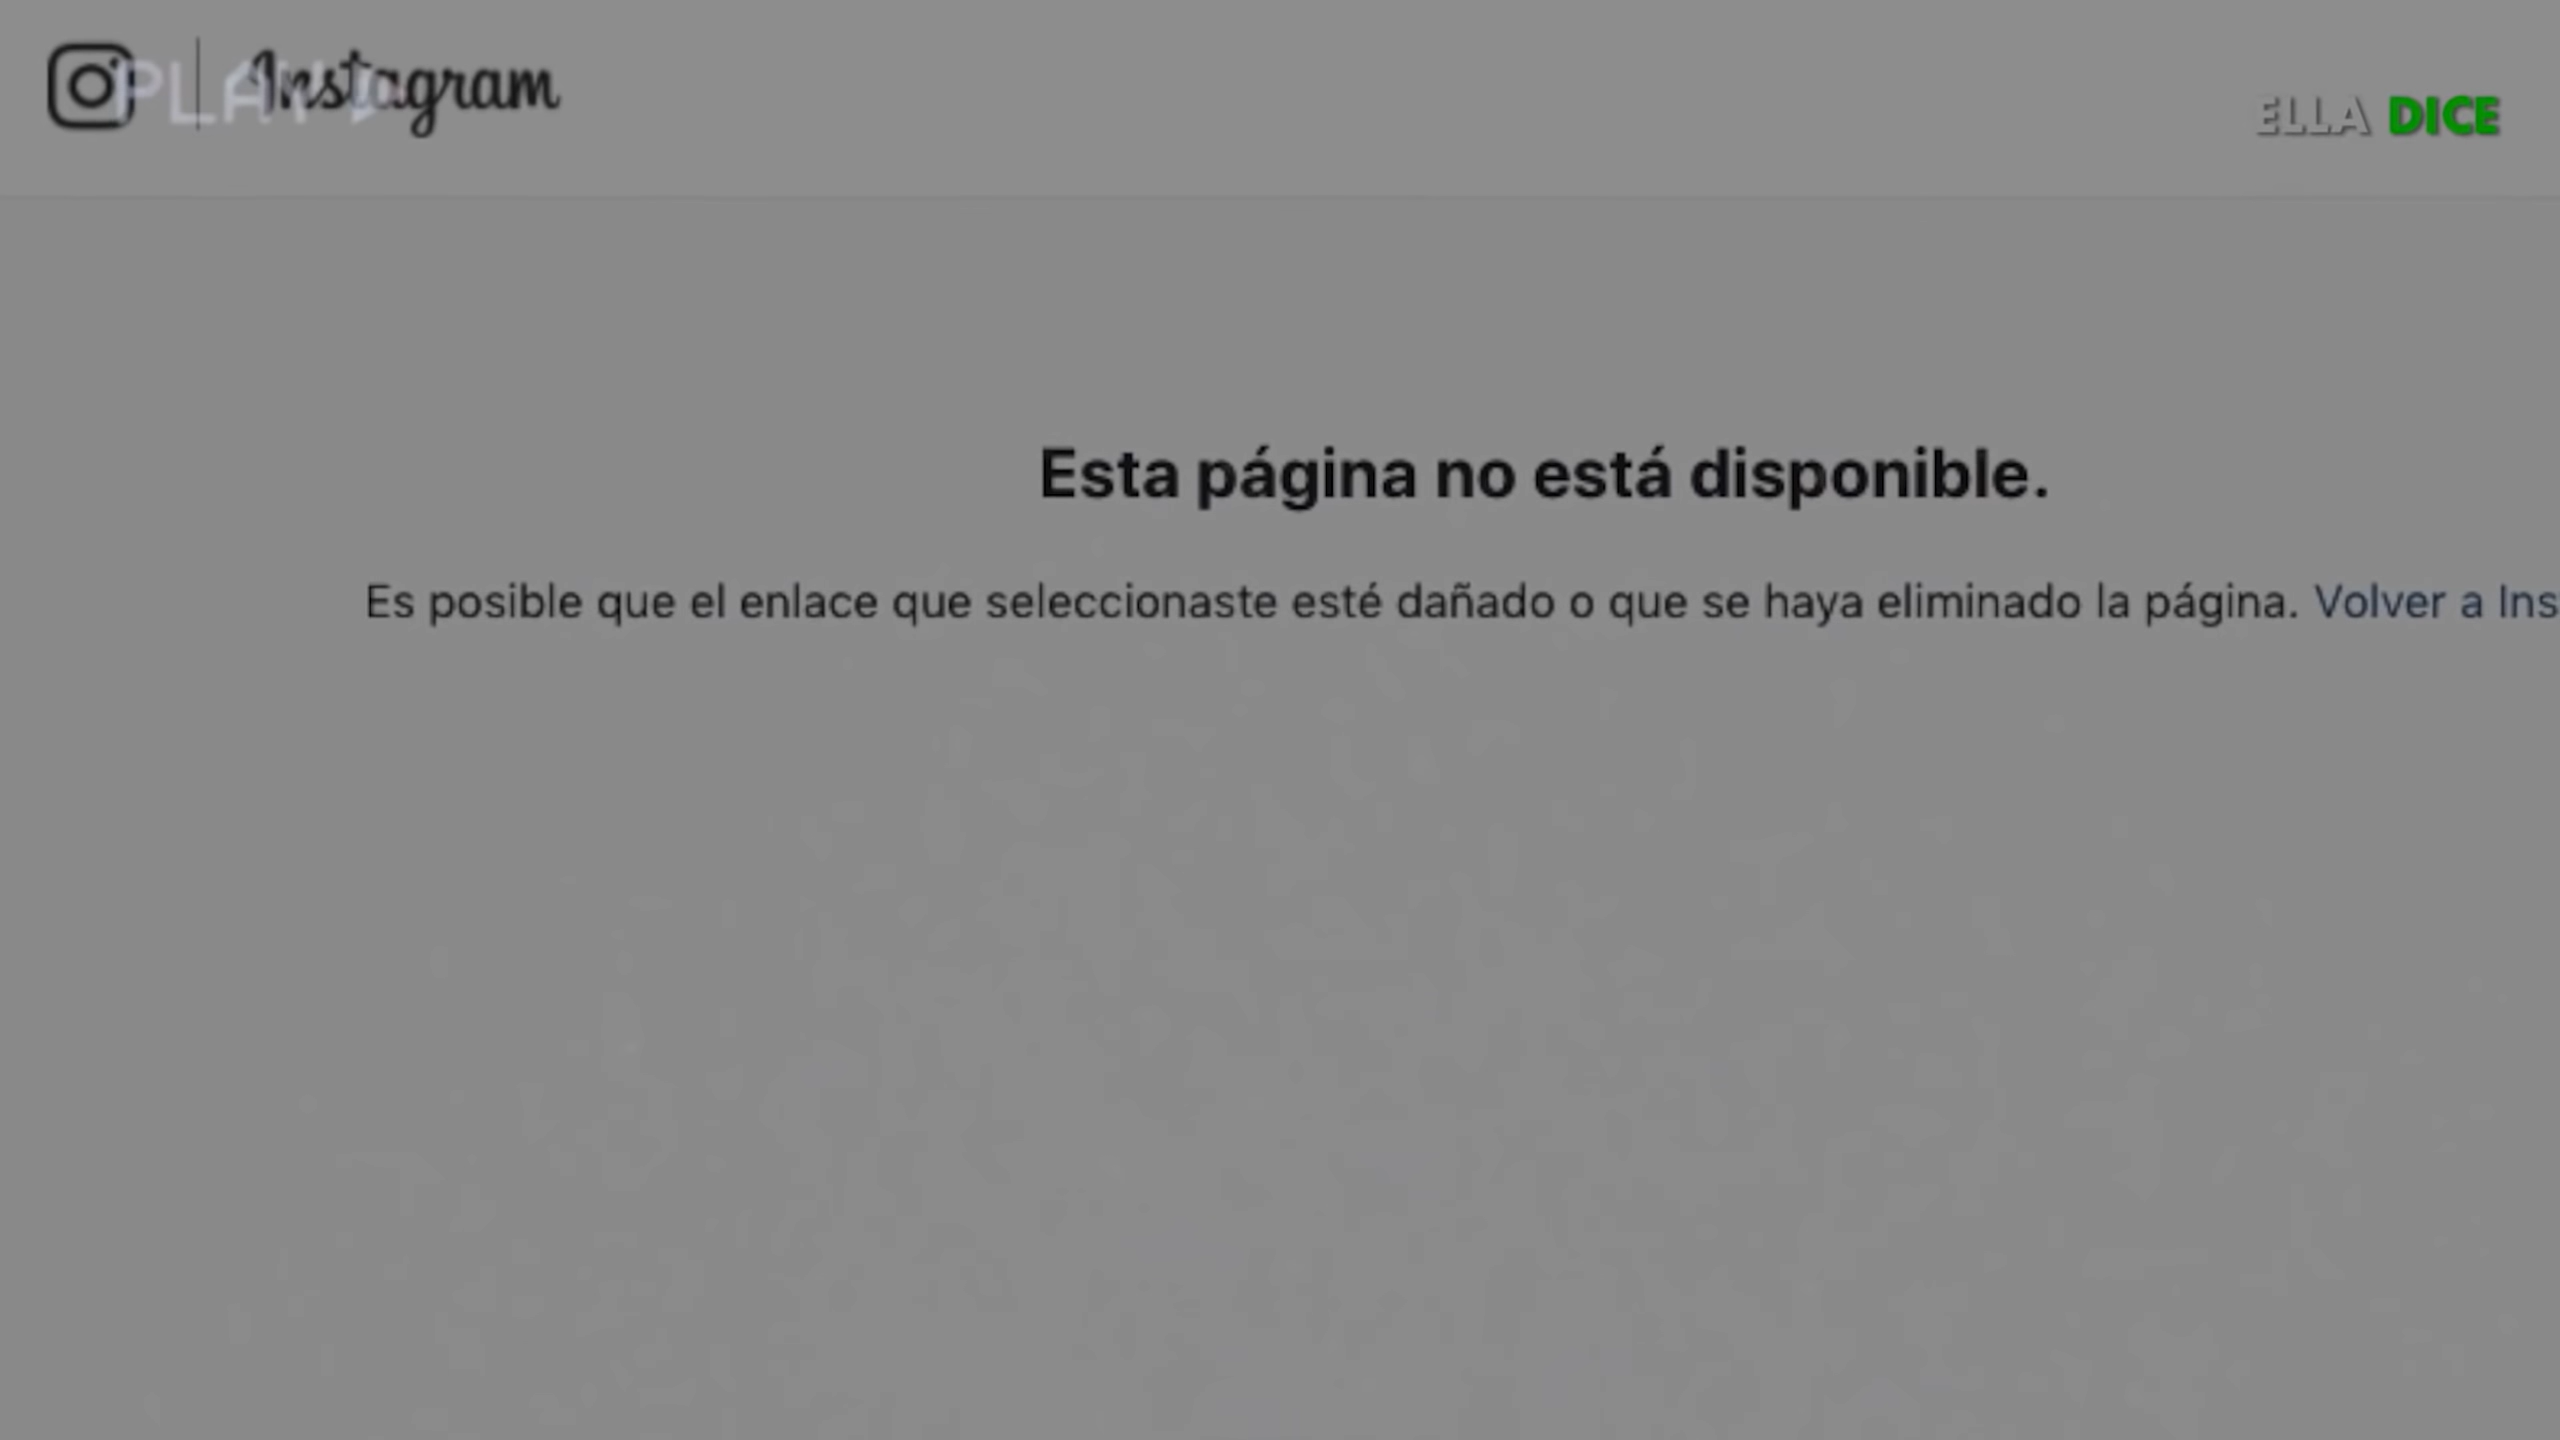 PLAY
Instagram
ELLA DICE
Esta página no está disponible.
Es posible que el enlace que seleccionaste esté dañado o que se haya eliminado la página. Volver a Ins